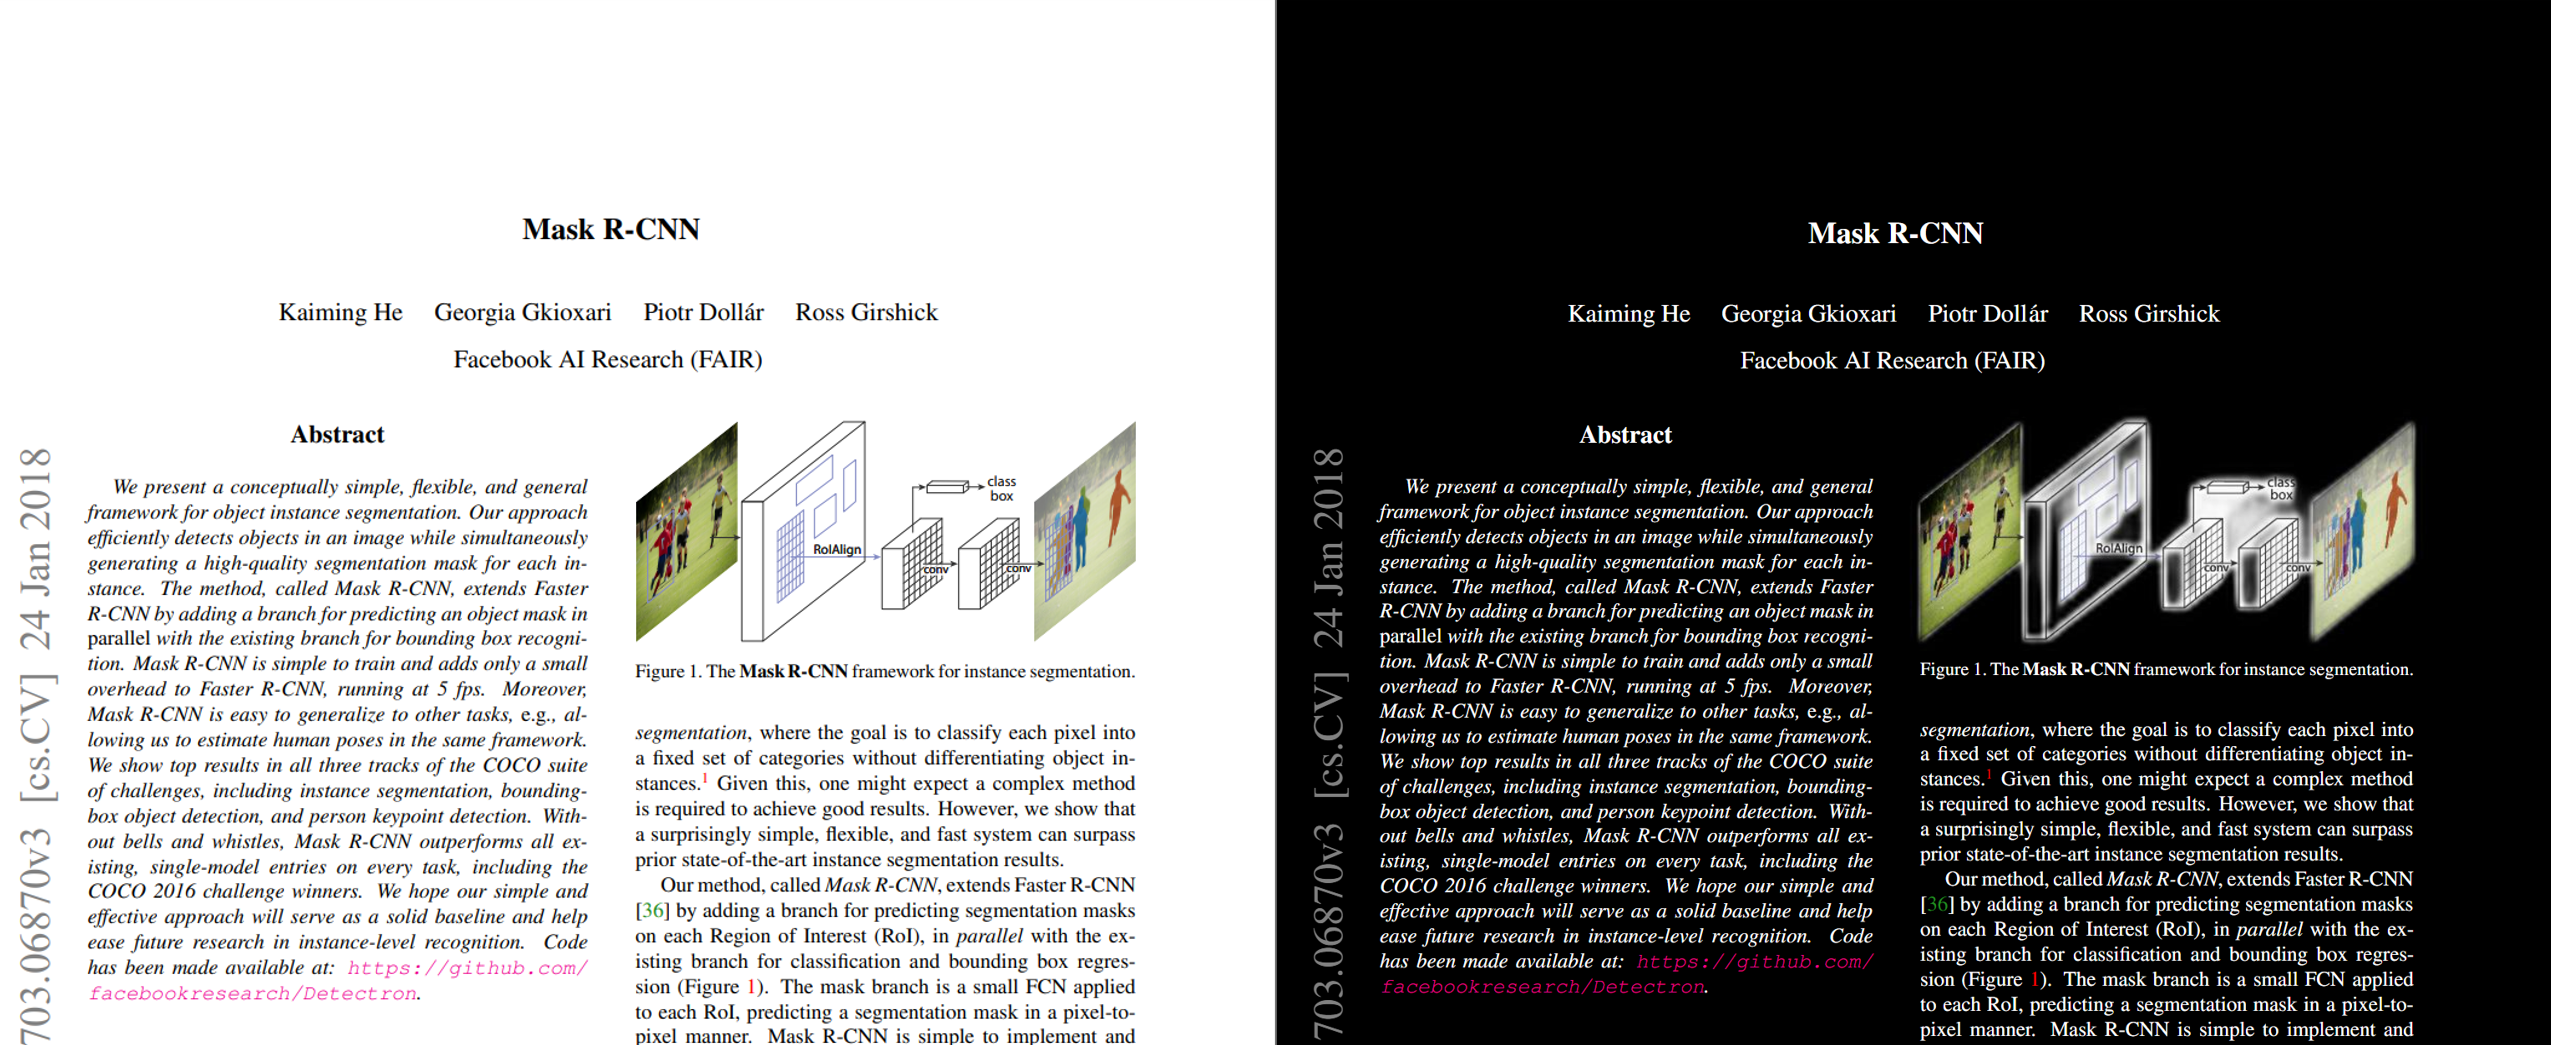 Mask R-CNN
Kaiming He Georgia Gkioxari Piotr Dollár Ross Girshick
Facebook AI Research (FAIR)
703.06870v3 [cs.CV] 24 Jan 2018
Abstract
We present a conceptually simple, flexible, and general
framework for object instance segmentation. Our approach
efficiently detects objects in an image while simultaneously
generating a high-quality segmentation mask for each in-
stance. The method, called Mask R-CNN, extends Faster
R-CNN by adding a branch for predicting an object mask in
parallel with the existing branch for bounding box recogni-
tion. Mask R-CNN is simple to train and adds only a small
overhead to Faster R-CNN, running at 5 fps. Moreover,
Mask R-CNN is easy to generalize to other tasks, e.g., al-
lowing us to estimate human poses in the same framework.
We show top results in all three tracks of the COCO suite
of challenges, including instance segmentation, bounding-
box object detection, and person keypoint detection. With-
out bells and whistles, Mask R-CNN outperforms all ex-
isting, single-model entries on every task, including the
COCO 2016 challenge winners. We hope our simple and
effective approach will serve as a solid baseline and help
ease future research in instance-level recognition. Code
has been made available at: https://github.com/
facebookresearch/Detectron.
class
box
RoIAlign
conv
conv
Figure 1. The Mask R-CNN framework for instance segmentation.
segmentation, where the goal is to classify each pixel into
a fixed set of categories without differentiating object in-
stances.1 Given this, one might expect a complex method
is required to achieve good results. However, we show that
a surprisingly simple, flexible, and fast system can surpass
prior state-of-the-art instance segmentation results.
Our method, called Mask R-CNN, extends Faster R-CNN
[36] by adding a branch for predicting segmentation masks
on each Region of Interest (RoI), in parallel with the ex-
isting branch for classification and bounding box regres-
sion (Figure 1). The mask branch is a small FCN applied
to each RoI, predicting a segmentation mask in a pixel-to-
pixel manner. Mask R-CNN is simple to implement and
Mask R-CNN
Kaiming He Georgia Gkioxari Piotr Dollár Ross Girshick
Facebook AI Research (FAIR)
703.06870v3 [cs.CV] 24 Jan 2018
Abstract
We present a conceptually simple, flexible, and general
framework for object instance segmentation. Our approach
efficiently detects objects in an image while simultaneously
generating a high-quality segmentation mask for each in-
stance. The method, called Mask R-CNN, extends Faster
R-CNN by adding a branch for predicting an object mask in
parallel with the existing branch for bounding box recogni-
tion. Mask R-CNN is simple to train and adds only a small
overhead to Faster R-CNN, running at 5 fps. Moreover,
Mask R-CNN is easy to generalize to other tasks, e.g., al-
lowing us to estimate human poses in the same framework.
We show top results in all three tracks of the COCO suite
of challenges, including instance segmentation, bounding-
box object detection, and person keypoint detection. With-
out bells and whistles, Mask R-CNN outperforms all ex-
isting, single-model entries on every task, including the
COCO 2016 challenge winners. We hope our simple and
effective approach will serve as a solid baseline and help
ease future research in instance-level recognition. Code
has been made available at: https://github.com/
facebookresearch/Detectron.
class
box
RoIAlign
conv
conv
Figure 1. The Mask R-CNN framework for instance segmentation.
segmentation, where the goal is to classify each pixel into
a fixed set of categories without differentiating object in-
stances.1 Given this, one might expect a complex method
is required to achieve good results. However, we show that
a surprisingly simple, flexible, and fast system can surpass
prior state-of-the-art instance segmentation results.
Our method, called Mask R-CNN, extends Faster R-CNN
[36] by adding a branch for predicting segmentation masks
on each Region of Interest (RoI), in parallel with the ex-
isting branch for classification and bounding box regres-
sion (Figure 1). The mask branch is a small FCN applied
to each RoI, predicting a segmentation mask in a pixel-to-
pixel manner. Mask R-CNN is simple to implement and